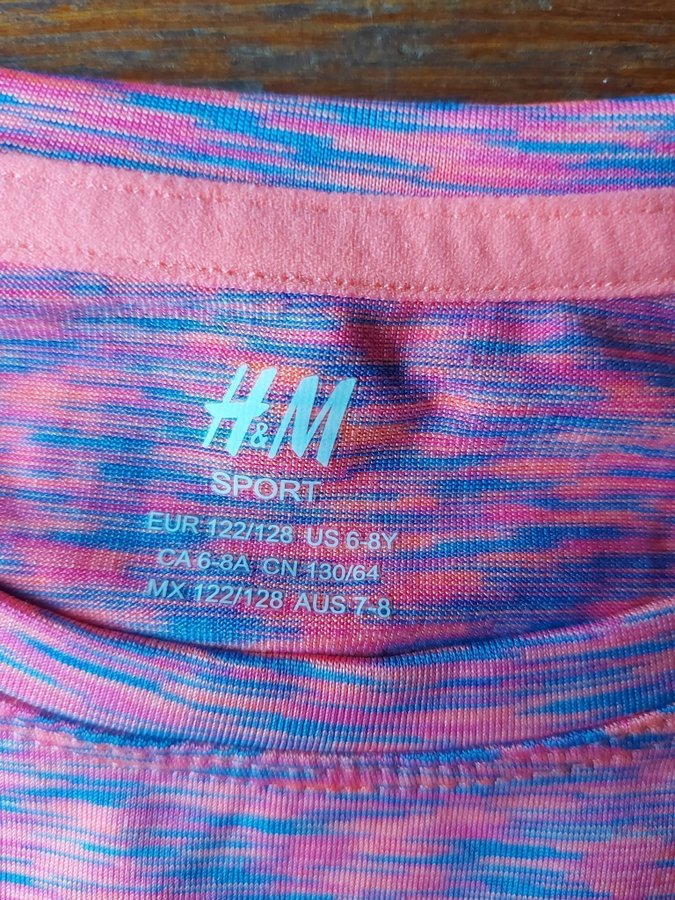 H&M
SPORT
EUR 122/128 US 6-8Y
CA 6-8A CN 130/64
MX 122/128 AUS 7-8